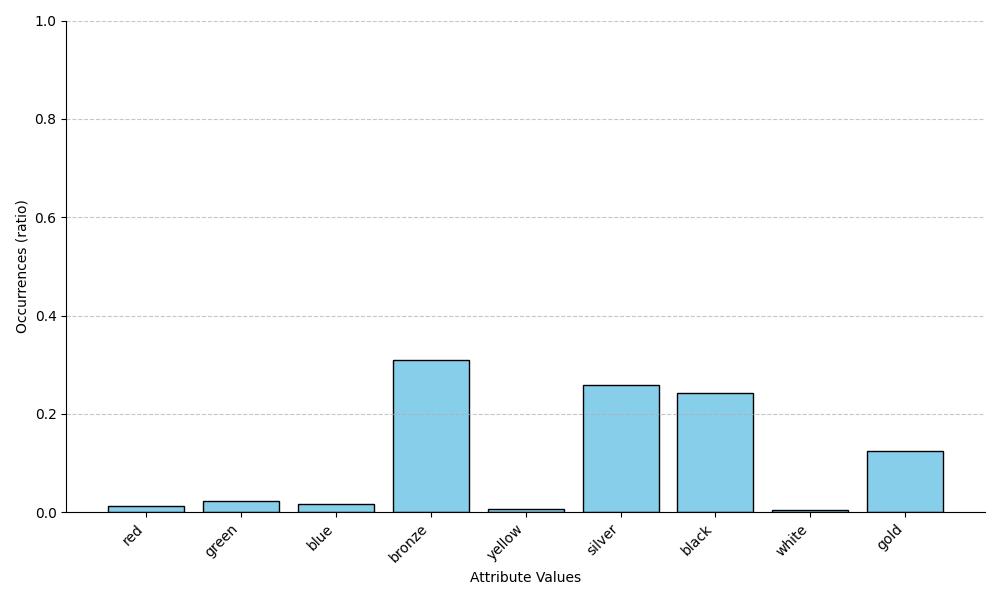 1.0
0.8
0.6
0.4
0.2
0.0
Occurrences (ratio)
red green blue bronze yellow silver black white gold
Attribute Values